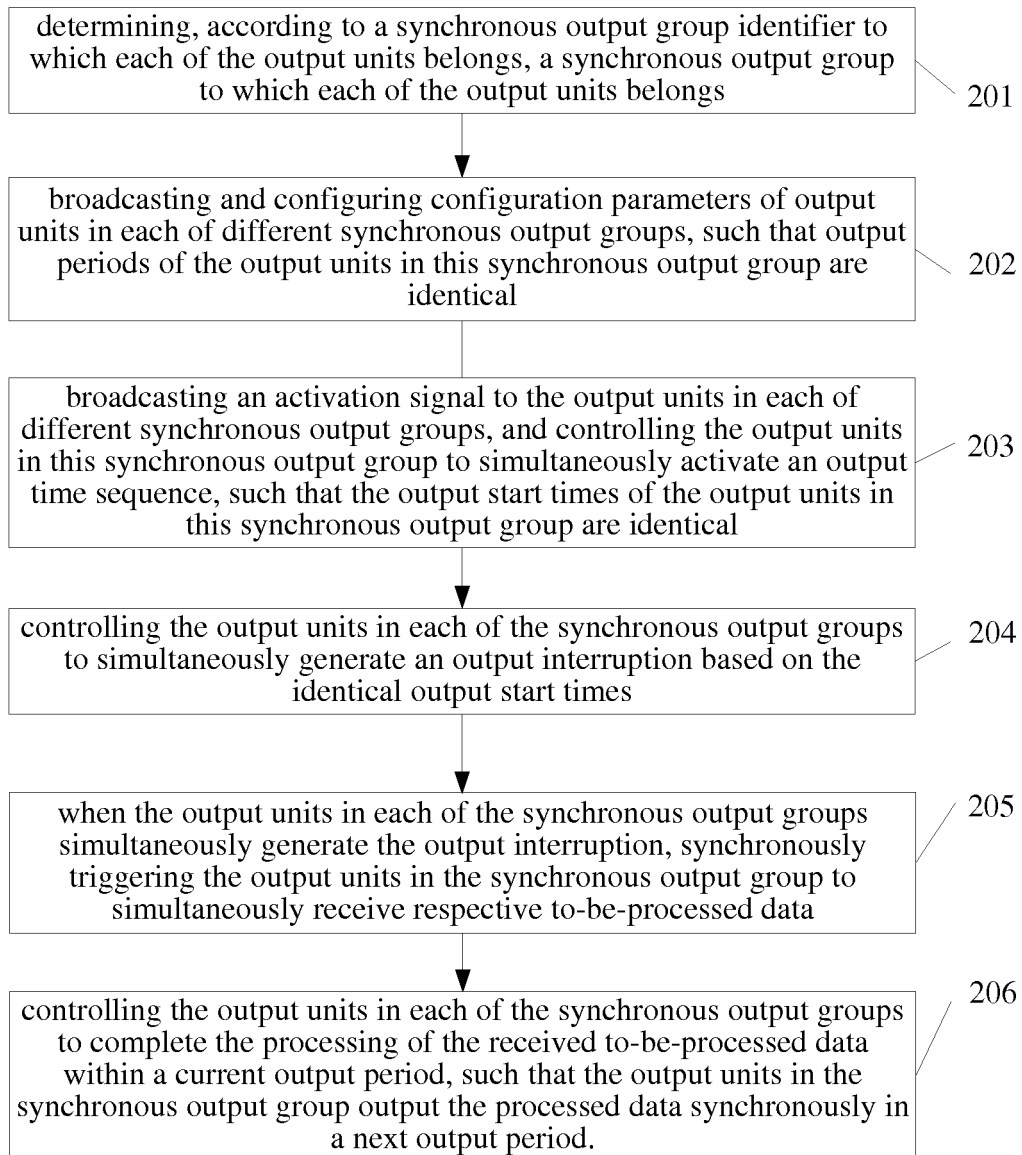 determining, according to a synchronous output group identifier to
which each of the output units belongs, a synchronous output group
to which each of the output units belongs
201
broadcasting and configuring configuration parameters of output
units in each of different synchronous output groups, such that output
periods of the output units in this synchronous output group are
identical
202
broadcasting an activation signal to the output units in each of
different synchronous output groups, and controlling the output units
in this synchronous output group to simultaneously activate an output
time sequence, such that the output start times of the output units in
this synchronous output group are identical
203
controlling the output units in each of the synchronous output groups
to simultaneously generate an output interruption based on the
identical output start times
204
when the output units in each of the synchronous output groups
simultaneously generate the output interruption, synchronously
triggering the output units in the synchronous output group to
simultaneously receive respective to-be-processed data
205
controlling the output units in each of the synchronous output groups
to complete the processing of the received to-be-processed data
within a current output period, such that the output units in the
synchronous output group output the processed data synchronously in
a next output period.
206